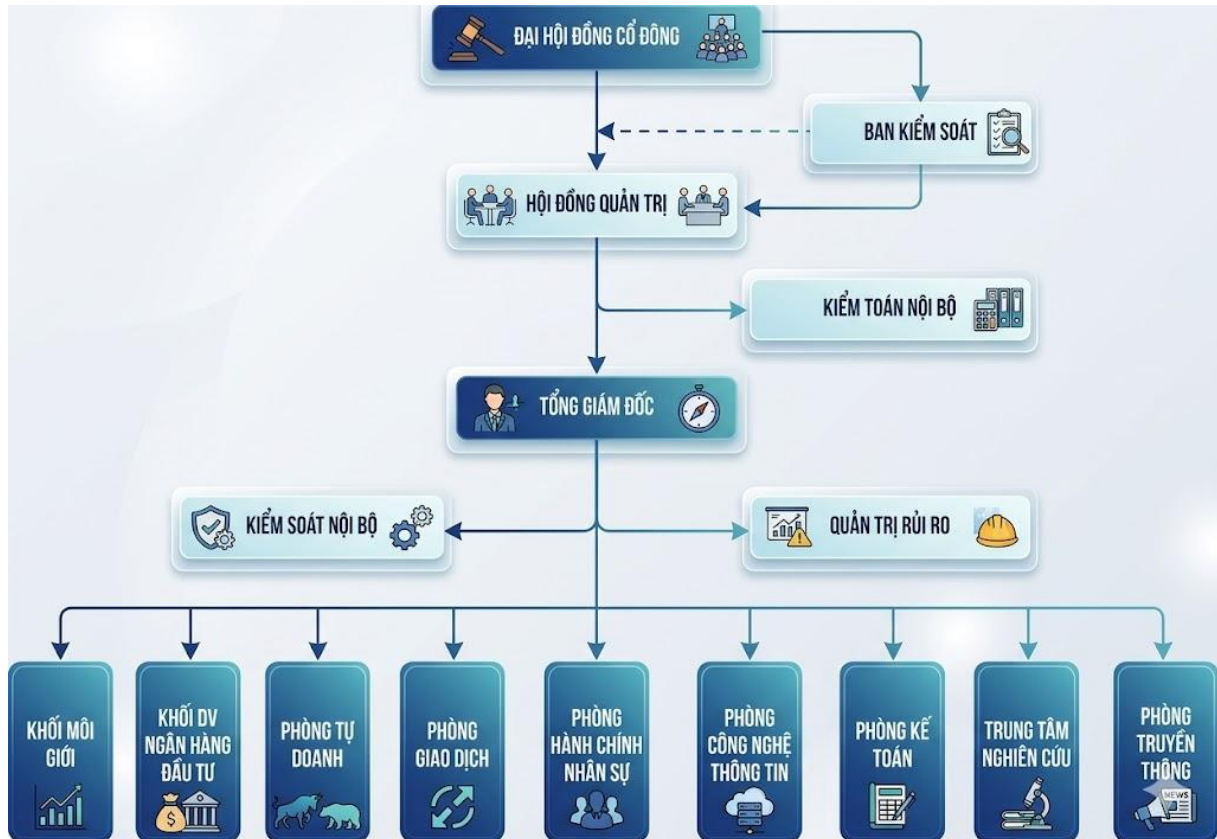 ĐẠI HỘI ĐỒNG CỔ ĐÔNG
BAN KIỂM SOÁT
HỘI ĐỒNG QUẢN TRỊ
KIỂM TOÁN NỘI BỘ
TỔNG GIÁM ĐỐC
KIỂM SOÁT NỘI BỘ
QUẢN TRỊ RỦI RO
KHỐI MÔI
GIỚI
KHỐI DV
NGÂN HÀNG
ĐẦU TƯ
$
PHÒNG TỰ
DOANH
PHÒNG
GIAO DỊCH
PHÒNG
HÀNH CHÍNH
NHÂN SỰ
PHÒNG
CÔNG NGHỆ
THÔNG TIN
PHÒNG KẾ
TOÁN
TRUNG TÂM
NGHIÊN CỨU
PHÒNG
TRUYỀN
THÔNG
NEWS